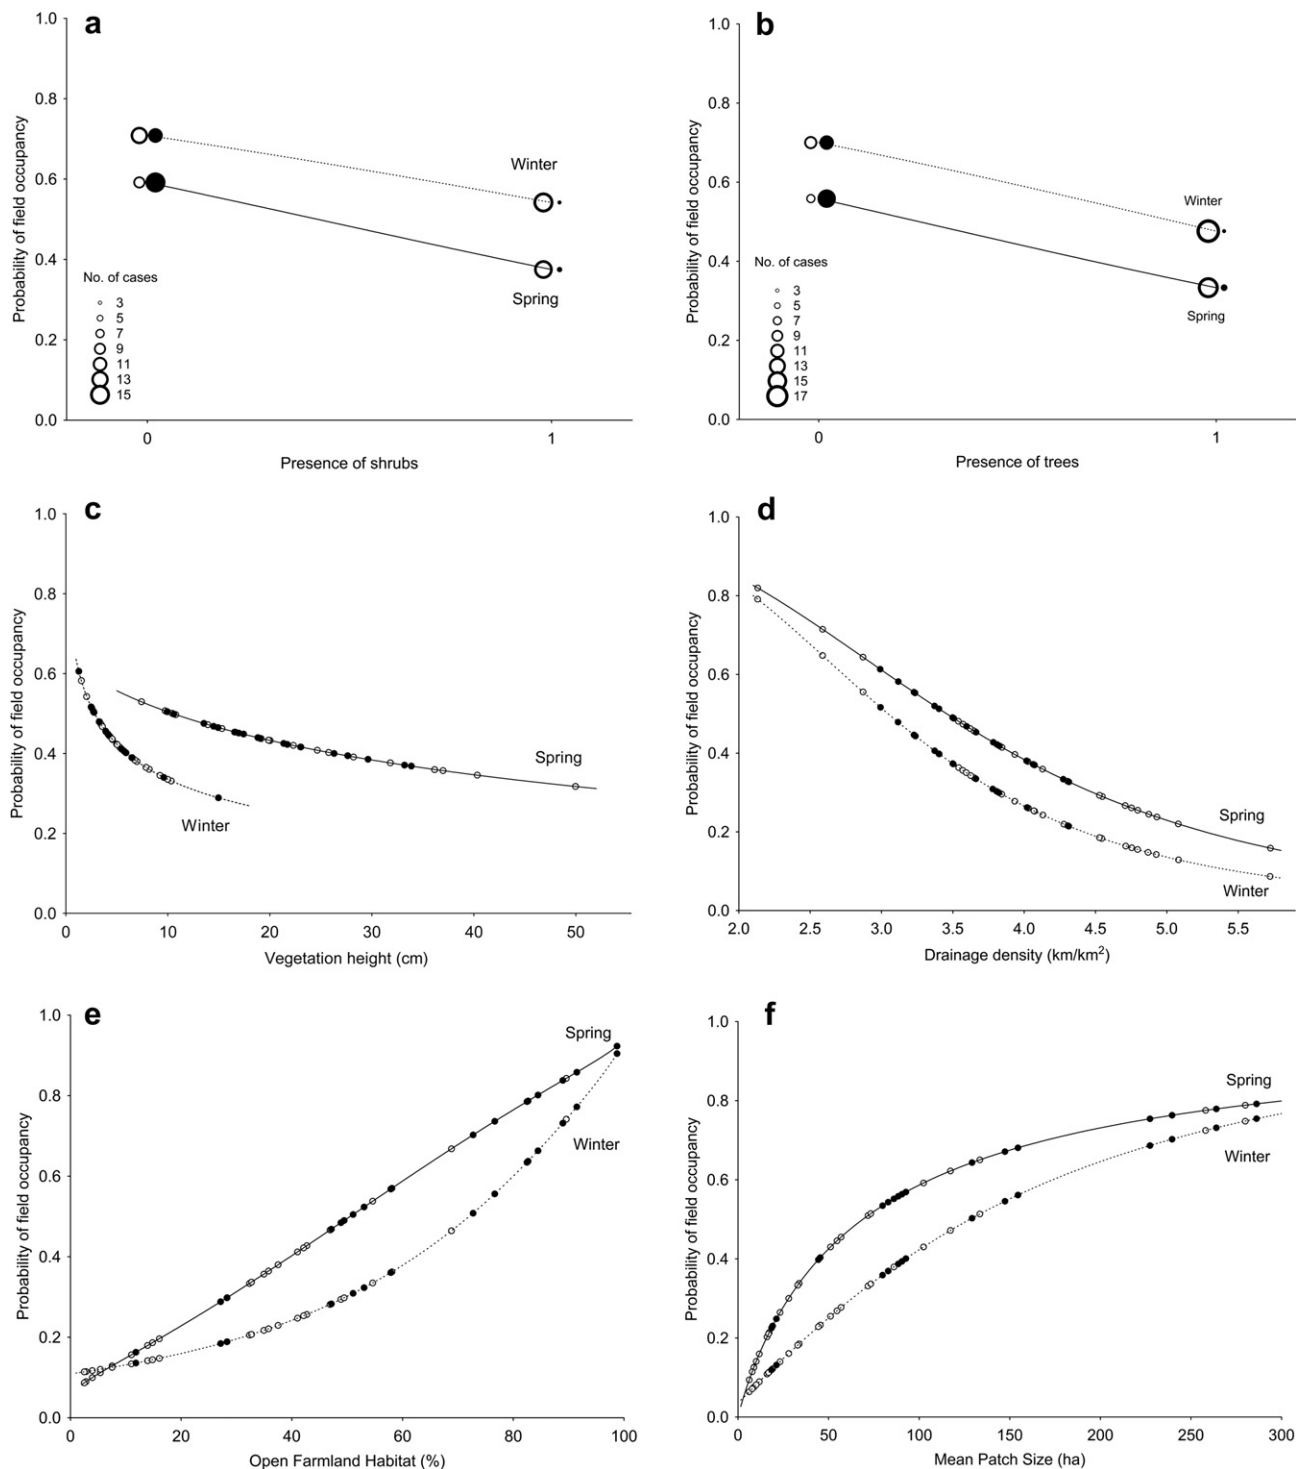 a
Probability of field occupancy
1.0
0.8
0.6
0.4
0.2
0.0
Winter
Spring
No. of cases
3
5
7
9
11
13
15
0 1
Presence of shrubs
b
Probability of field occupancy
1.0
0.8
0.6
0.4
0.2
0.0
Winter
Spring
No. of cases
3
5
7
9
11
13
15
17
0 1
Presence of trees
c
Probability of field occupancy
1.0
0.8
0.6
0.4
0.2
0.0
Spring
Winter
0 10 20 30 40 50
Vegetation height (cm)
d
Probability of field occupancy
1.0
0.8
0.6
0.4
0.2
0.0
Spring
Winter
2.0 2.5 3.0 3.5 4.0 4.5 5.0 5.5
Drainage density (km/km²)
e
Probability of field occupancy
1.0
0.8
0.6
0.4
0.2
0.0
Spring
Winter
0 20 40 60 80 100
Open Farmland Habitat (%)
f
Probability of field occupancy
1.0
0.8
0.6
0.4
0.2
0.0
Spring
Winter
0 50 100 150 200 250 300
Mean Patch Size (ha)